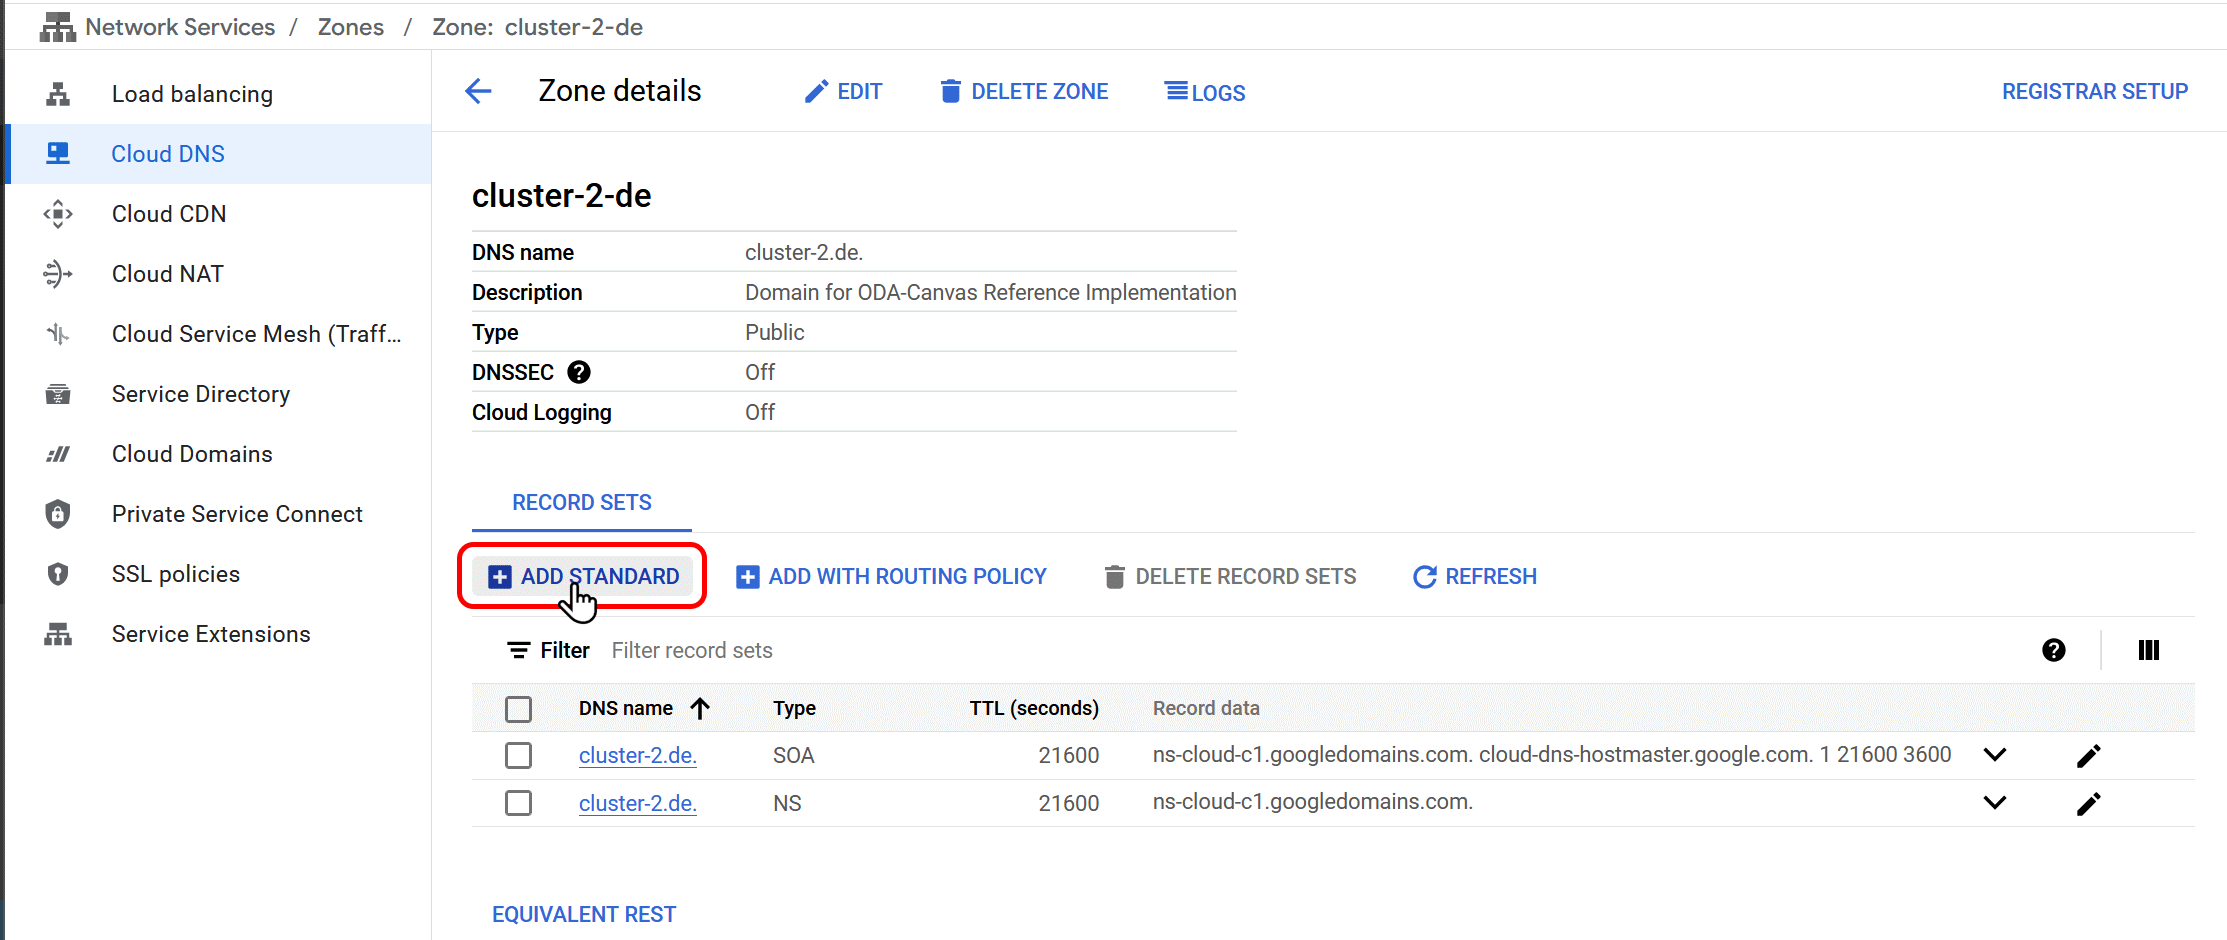 Network Services / Zones / Zone: cluster-2-de
Load balancing
Cloud DNS
Cloud CDN
Cloud NAT
Cloud Service Mesh (Traff...
Service Directory
Cloud Domains
Private Service Connect
SSL policies
Service Extensions
Zone details EDIT DELETE ZONE LOGS REGISTRAR SETUP
cluster-2-de
DNS name cluster-2.de.
Description Domain for ODA-Canvas Reference Implementation
Type Public
DNSSEC ? Off
Cloud Logging Off
RECORD SETS
ADD STANDARD ADD WITH ROUTING POLICY DELETE RECORD SETS REFRESH
Filter Filter record sets ?
DNS name Type TTL (seconds) Record data
cluster-2.de. SOA 21600 ns-cloud-c1.googledomains.com. cloud-dns-hostmaster.google.com. 1 21600 3600
cluster-2.de. NS 21600 ns-cloud-c1.googledomains.com.
EQUIVALENT REST